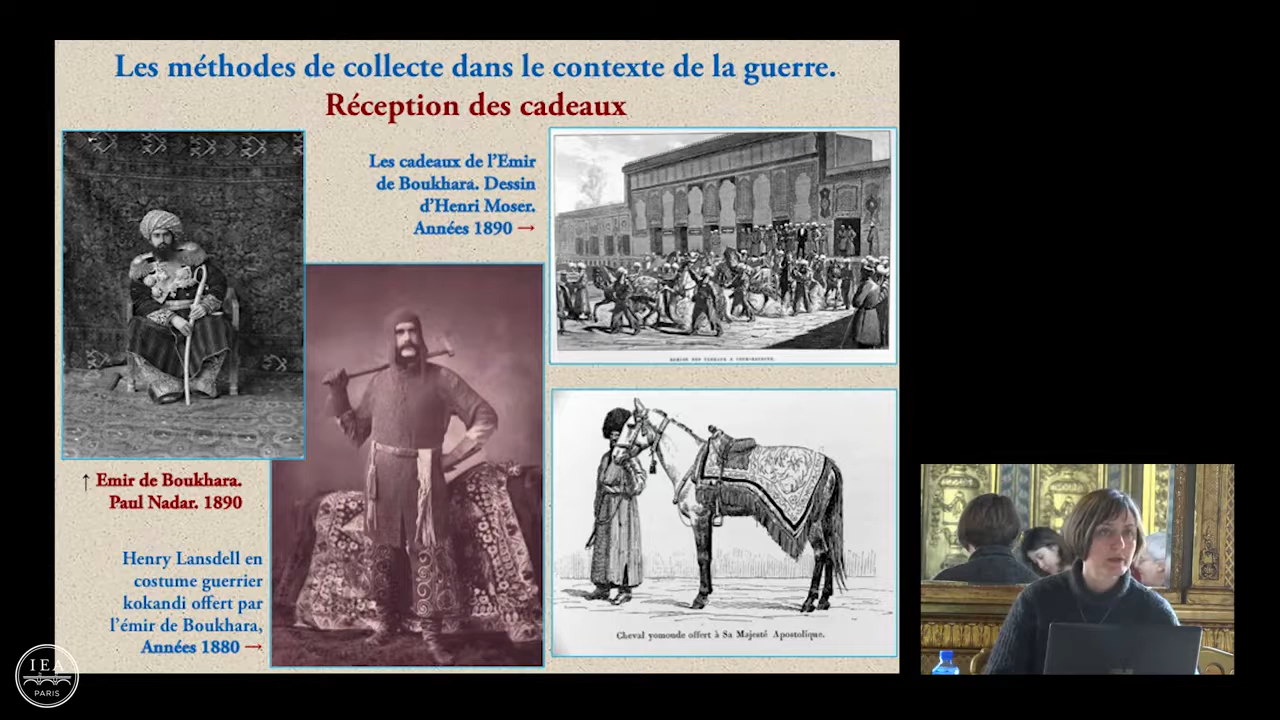 Les méthodes de collecte dans le contexte de la guerre.
Réception des cadeaux
Les cadeaux de l'Emir
de Boukhara. Dessin
d'Henri Moser.
Années 1890 →
↑ Emir de Boukhara.
Paul Nadar. 1890
Henry Lansdell en
costume guerrier
kokandi offert par
l'émir de Boukhara,
Années 1880 →
Cheval yomoude offert à Sa Majesté Apostolique.
IEA
PARIS